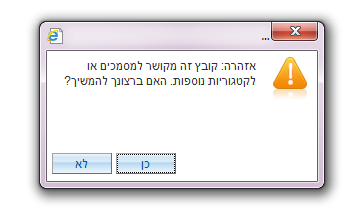 ...
אזהרה: קובץ זה מקושר למסמכים או
לקטגוריות נוספות. האם ברצונך להמשיך?
כן
לא